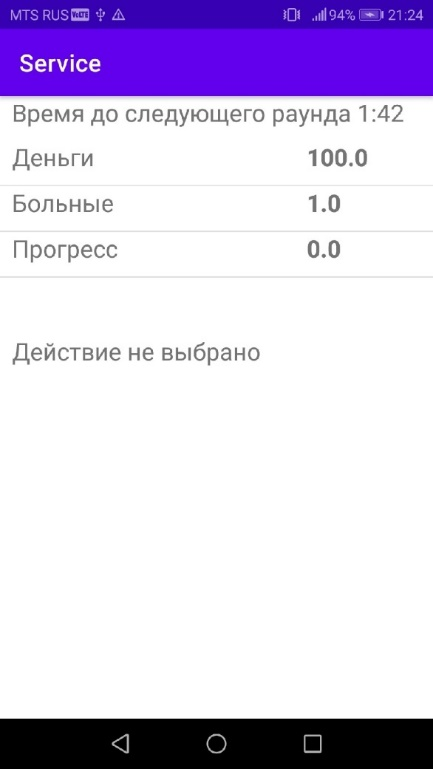 MTS RUS VoLTE 94% 21:24
Service
Время до следующего раунда 1:42
Деньги 100.0
Больные 1.0
Прогресс 0.0
Действие не выбрано